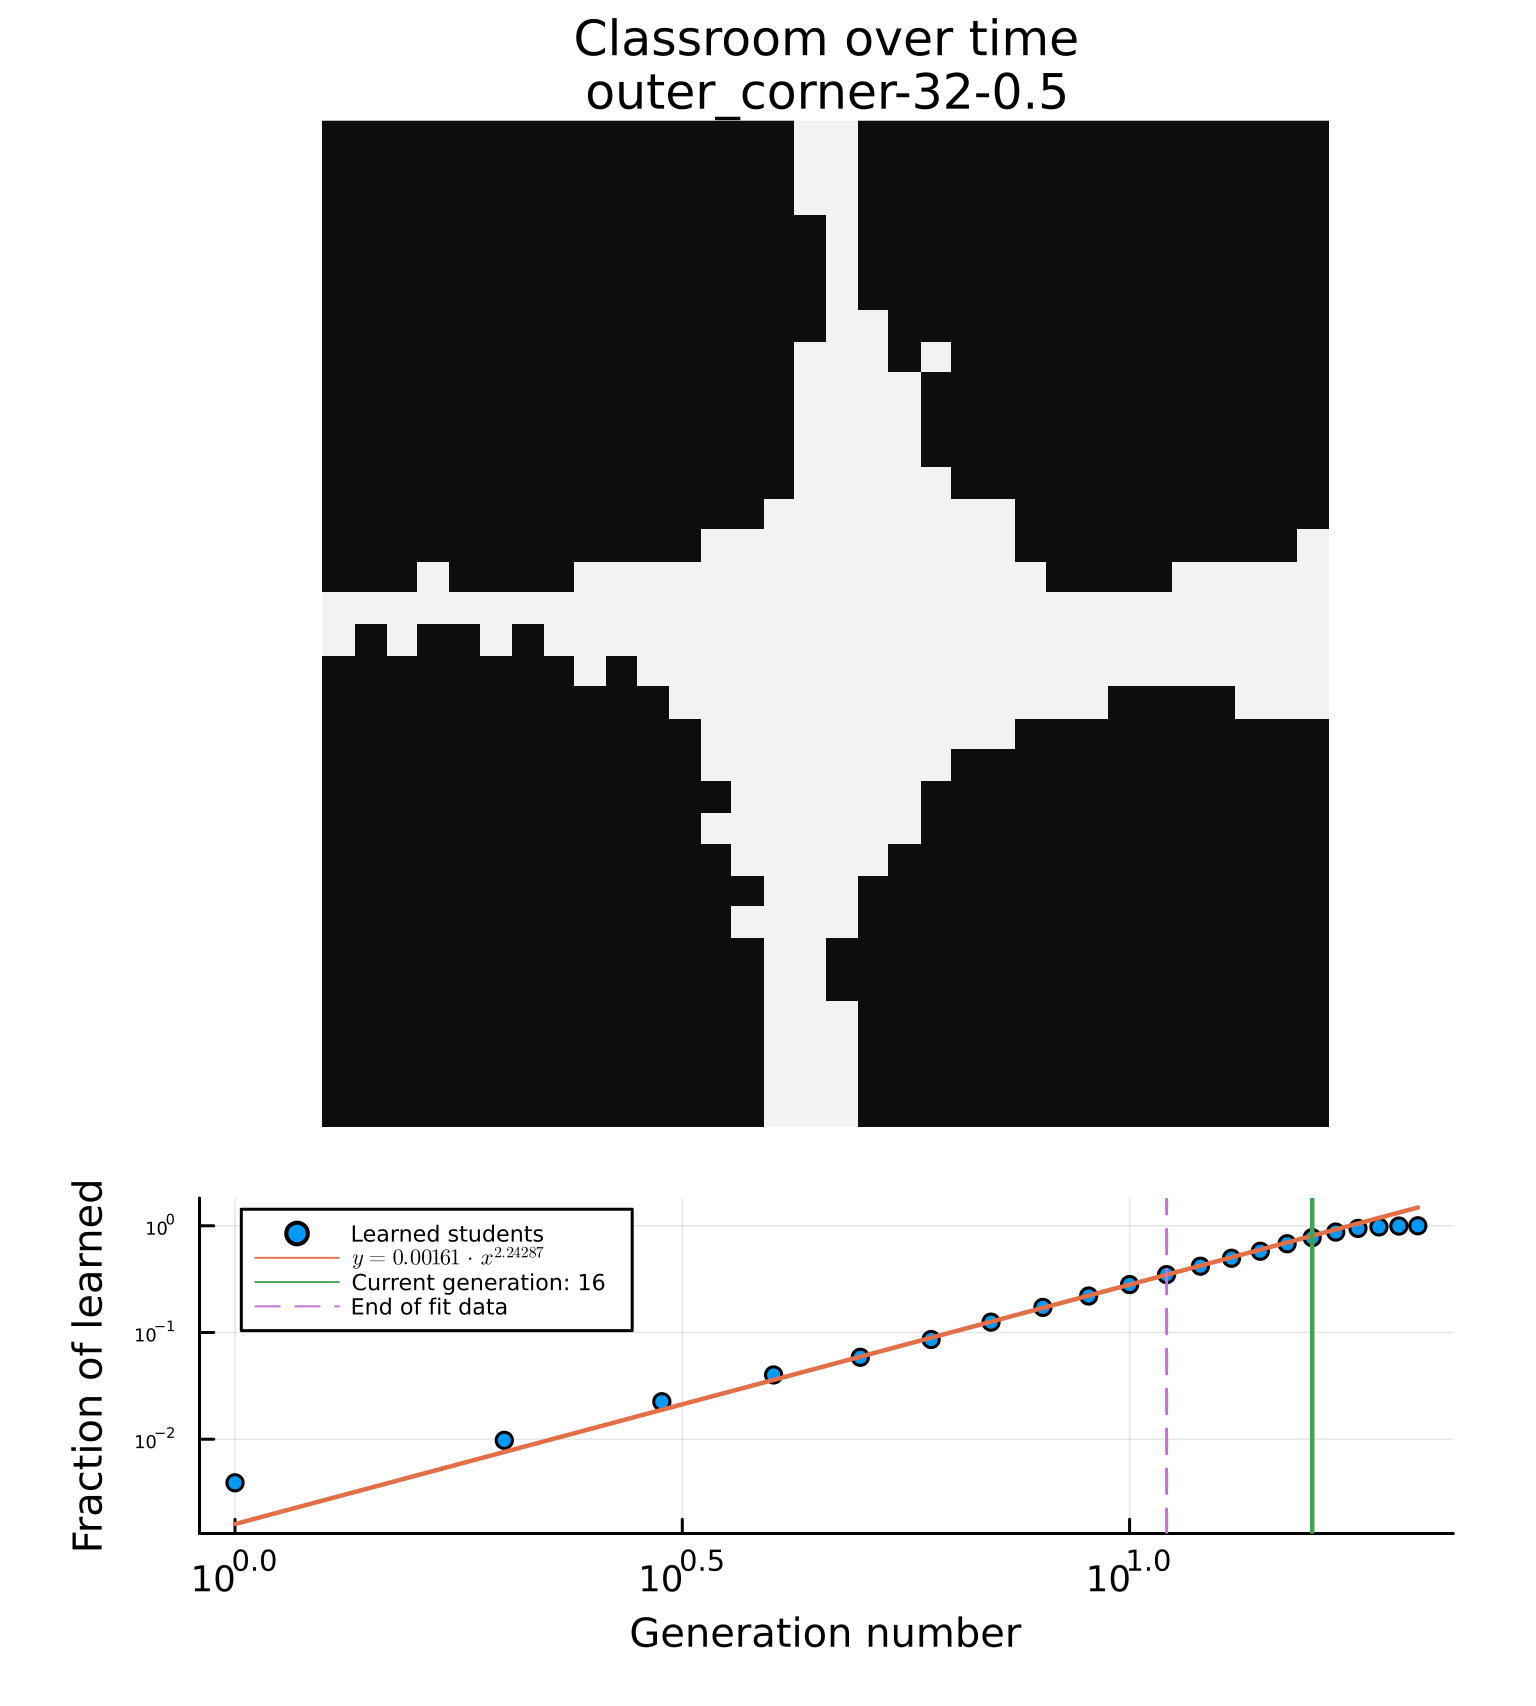 Classroom over time
outer_corner-32-0.5
Fraction of learned
10^0
10^-1
10^-2
Learned students
y = 0.00161 · x^2.24287
Current generation: 16
End of fit data
10^0.0
10^0.5
10^1.0
Generation number